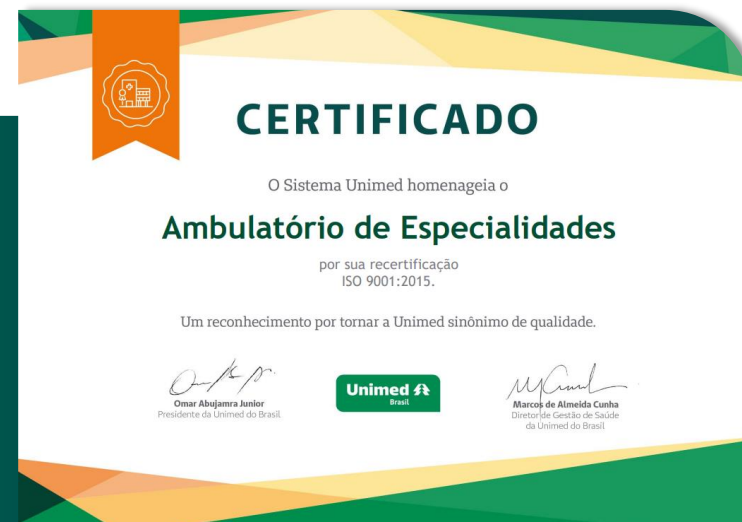 CERTIFICADO
O Sistema Unimed homenageia o
Ambulatório de Especialidades
por sua recertificação
ISO 9001:2015.
Um reconhecimento por tornar a Unimed sinônimo de qualidade.
Omar Abujamra Junior
Presidente da Unimed do Brasil
Unimed
Brasil
Marcos de Almeida Cunha
Diretor de Gestão de Saúde
da Unimed do Brasil